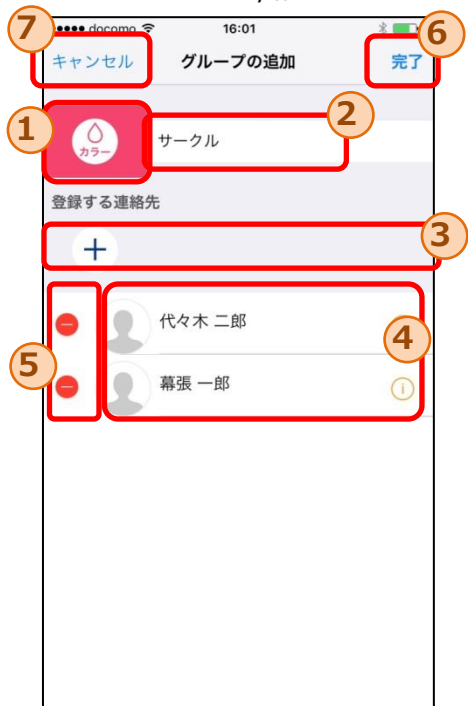 7
docomo
16:01
6
キャンセル
グループの追加
完了
1
カラー
2
サークル
登録する連絡先
3
+
代々木 二郎
4
5
幕張 一郎
i